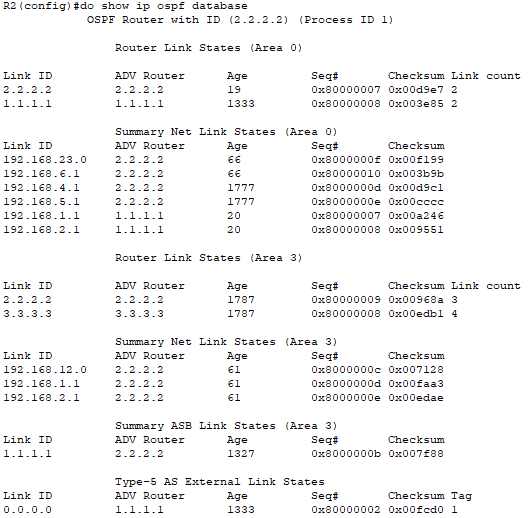 R2(config)#do show ip ospf database
OSPF Router with ID (2.2.2.2) (Process ID 1)
Router Link States (Area 0)
Link ID ADV Router Age Seq# Checksum Link count
2.2.2.2 2.2.2.2 19 0x80000007 0x00d9e7 2
1.1.1.1 1.1.1.1 1333 0x80000008 0x003e85 2
Summary Net Link States (Area 0)
Link ID ADV Router Age Seq# Checksum
192.168.23.0 2.2.2.2 66 0x8000000f 0x00f199
192.168.6.1 2.2.2.2 66 0x80000010 0x003b9b
192.168.4.1 2.2.2.2 1777 0x8000000d 0x00d9c1
192.168.5.1 2.2.2.2 1777 0x8000000e 0x00cccc
192.168.1.1 1.1.1.1 20 0x80000007 0x00a246
192.168.2.1 1.1.1.1 20 0x80000008 0x009551
Router Link States (Area 3)
Link ID ADV Router Age Seq# Checksum Link count
2.2.2.2 2.2.2.2 1787 0x80000009 0x00968a 3
3.3.3.3 3.3.3.3 1787 0x80000008 0x00edb1 4
Summary Net Link States (Area 3)
Link ID ADV Router Age Seq# Checksum
192.168.12.0 2.2.2.2 61 0x8000000c 0x007128
192.168.1.1 2.2.2.2 61 0x8000000d 0x00faa3
192.168.2.1 2.2.2.2 61 0x8000000e 0x00edae
Summary ASB Link States (Area 3)
Link ID ADV Router Age Seq# Checksum
1.1.1.1 2.2.2.2 1327 0x8000000b 0x007f88
Type-5 AS External Link States
Link ID ADV Router Age Seq# Checksum Tag
0.0.0.0 1.1.1.1 1333 0x80000002 0x00fcd0 1